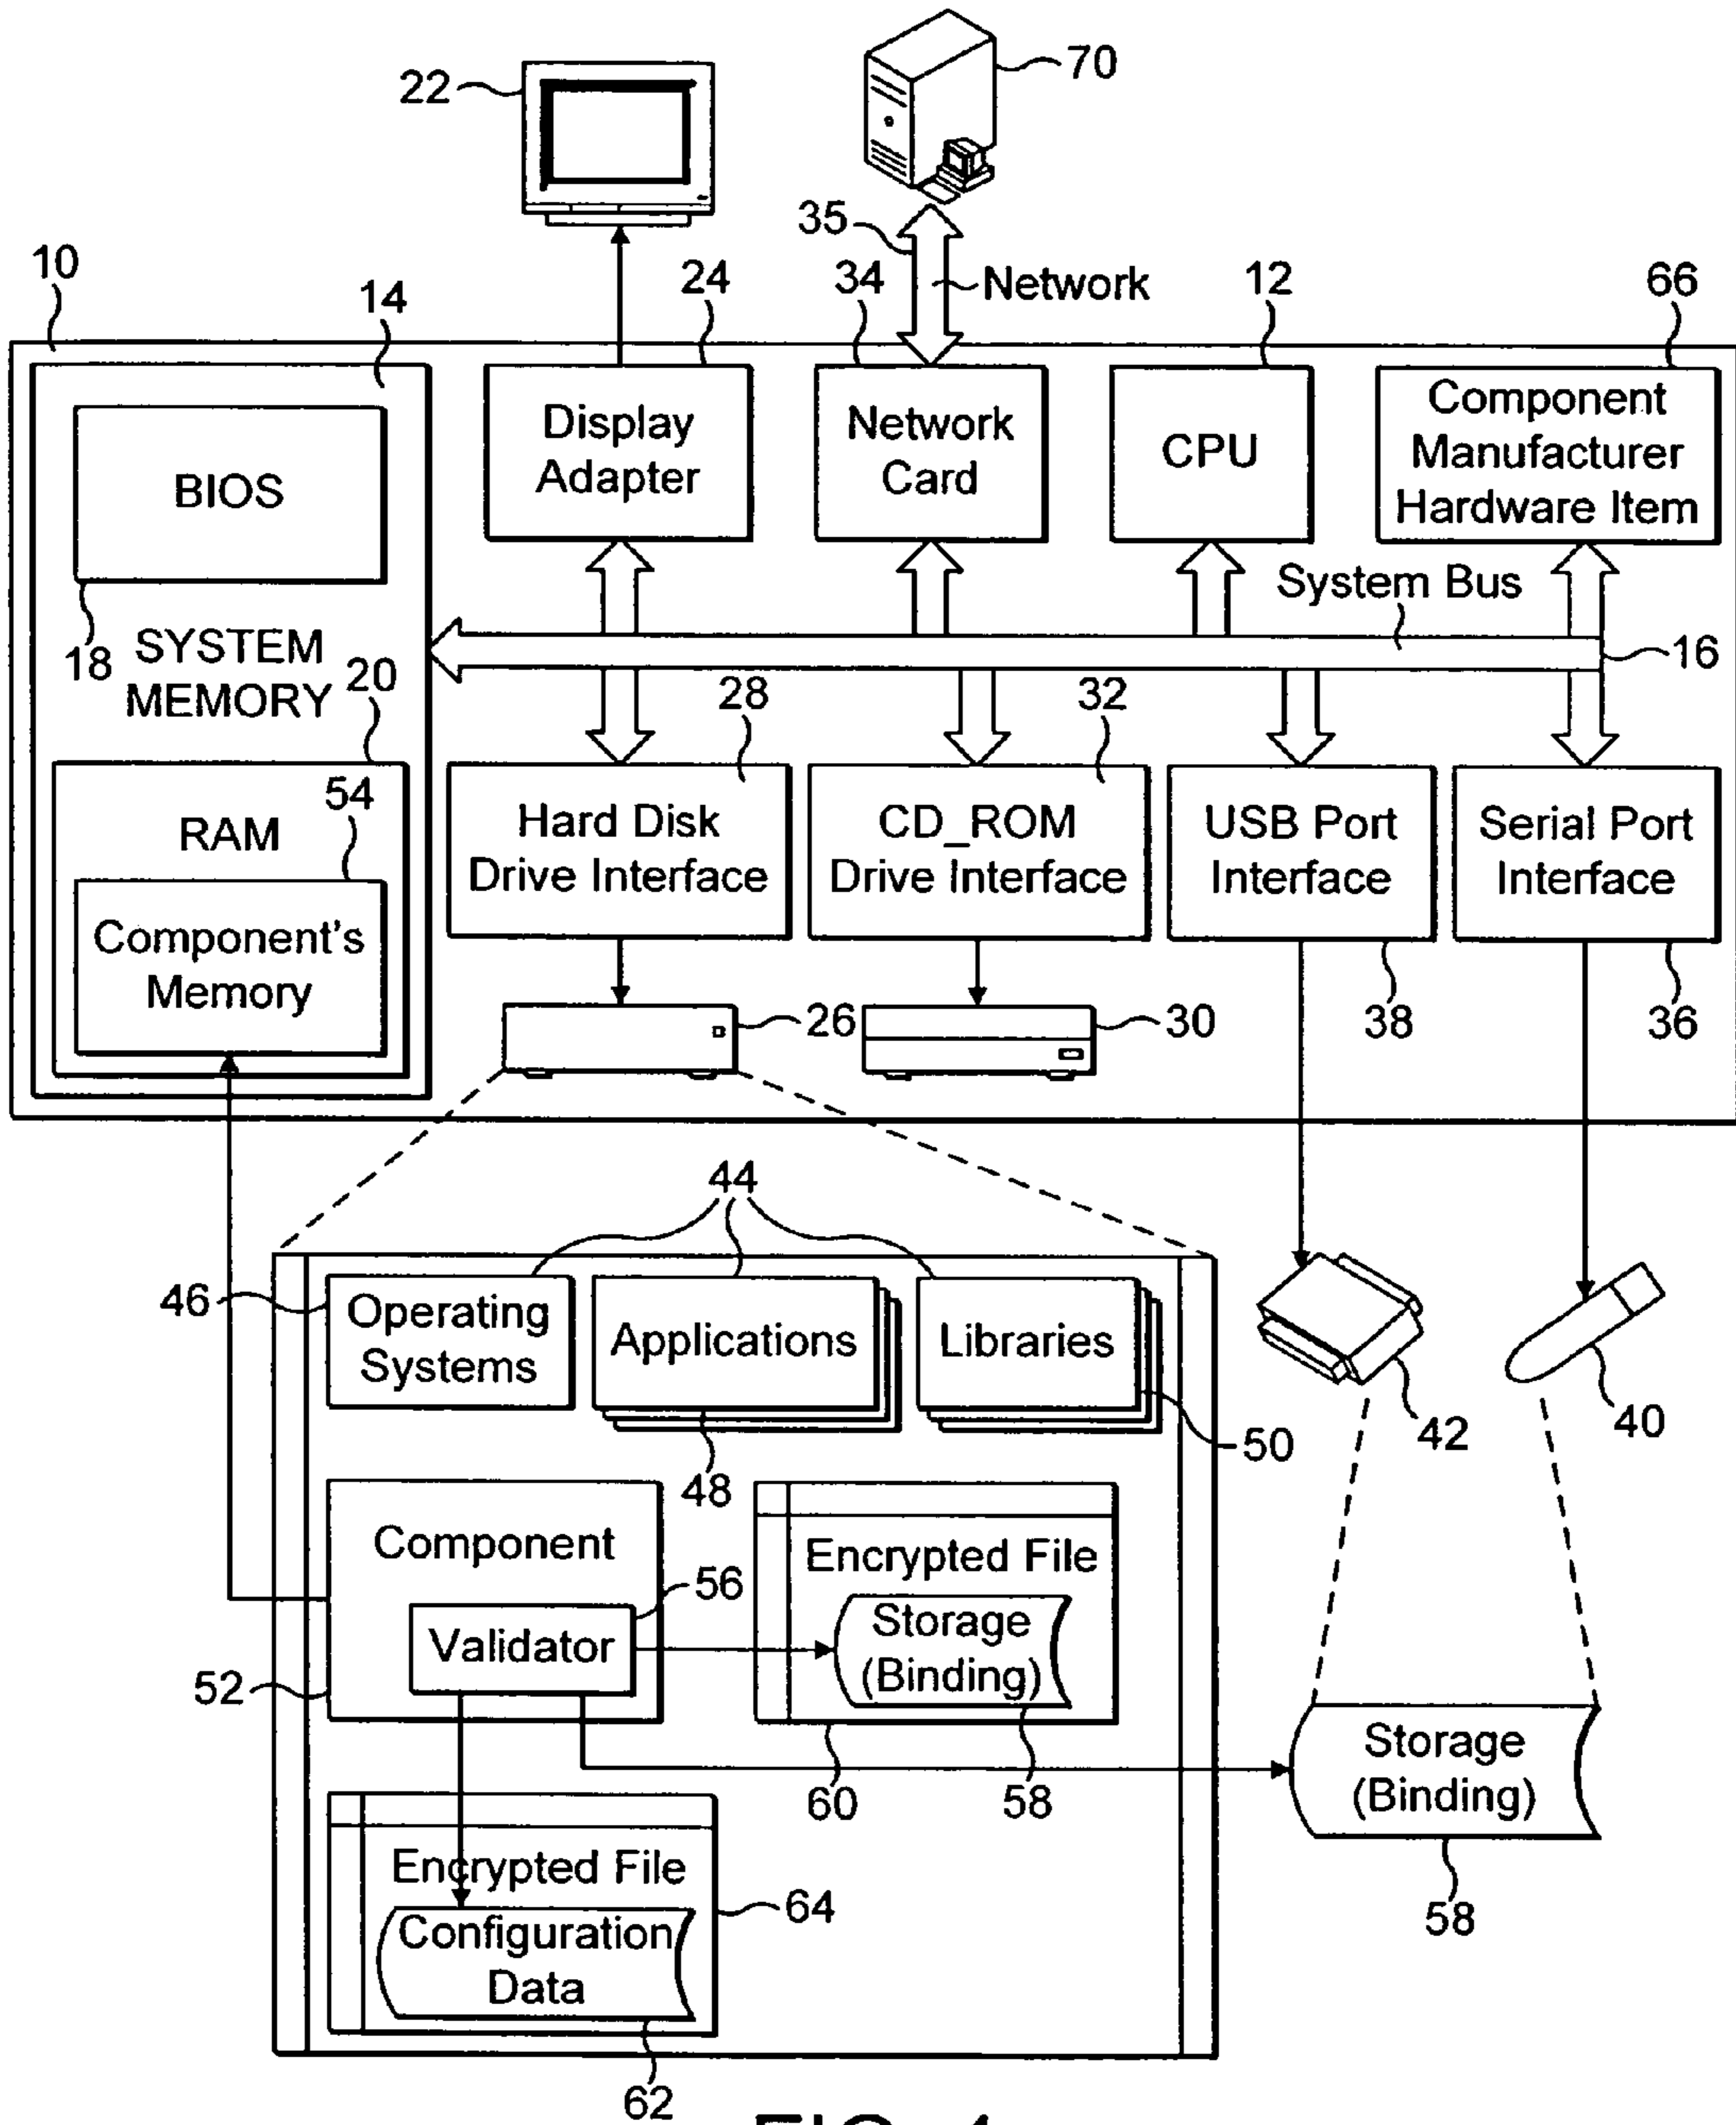 22
70
35
Network
10
14
24
34
12
66
BIOS
Display
Adapter
Network
Card
CPU
Component
Manufacturer
Hardware Item
System Bus
18
SYSTEM
MEMORY
20
16
28
32
54
RAM
Component's
Memory
Hard Disk
Drive Interface
CD_ROM
Drive Interface
USB Port
Interface
Serial Port
Interface
26
30
38
36
44
46
Operating
Systems
Applications
Libraries
48
50
42
40
Component
56
Validator
52
Encrypted File
Storage
(Binding)
60
58
Storage
(Binding)
58
Encrypted File
64
Configuration
Data
62